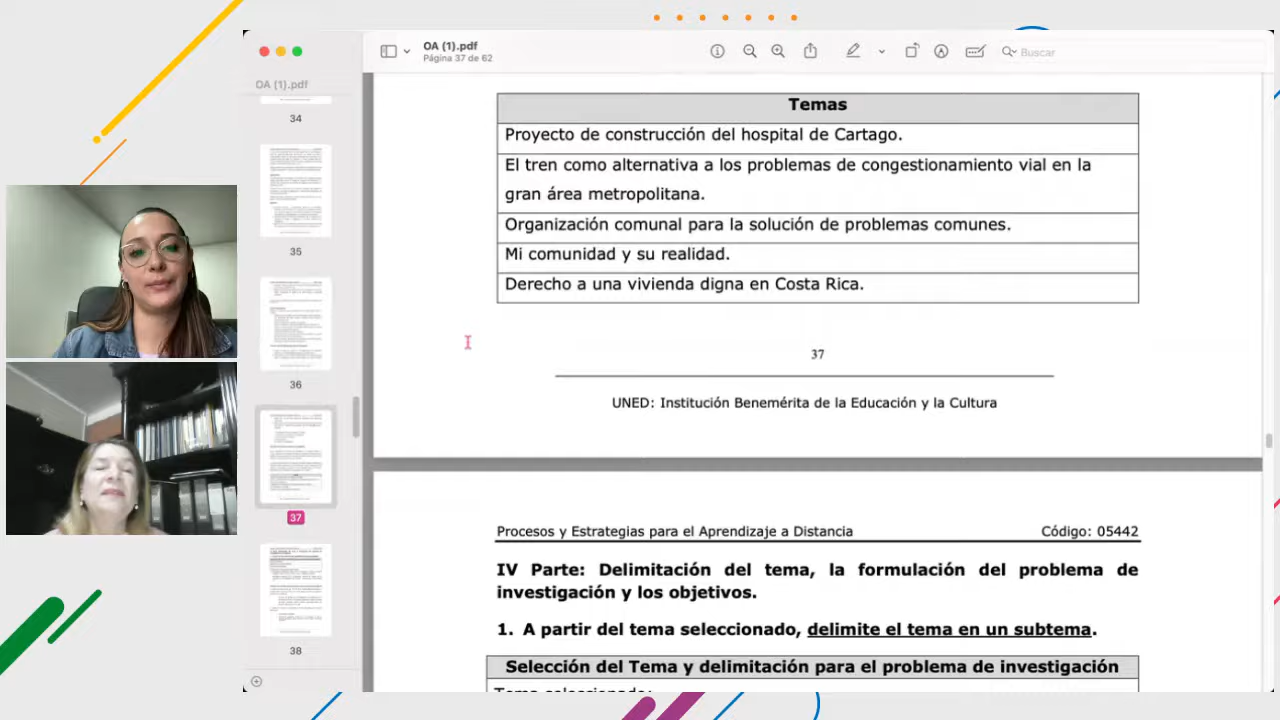 OA (1).pdf
Página 37 de 62
Buscar
OA (1).pdf
34
35
36
37
38
Temas
Proyecto de construcción del hospital de Cartago.
El tren como alternativa a los problemas de congestionamiento vial en la
gran área metropolitana.
Organización comunal para la solución de problemas comunes.
Mi comunidad y su realidad.
Derecho a una vivienda digna en Costa Rica.
37
UNED: Institución Benemérita de la Educación y la Cultura
Procesos y Estrategias para el Aprendizaje a Distancia Código: 05442
IV Parte. Delimitación del tema, la formulación del problema de
investigación y los objetivos
1. A partir del tema seleccionado, delimite el tema en un subtema.
Selección del Tema y delimitación para el problema de investigación
Tema seleccionado: